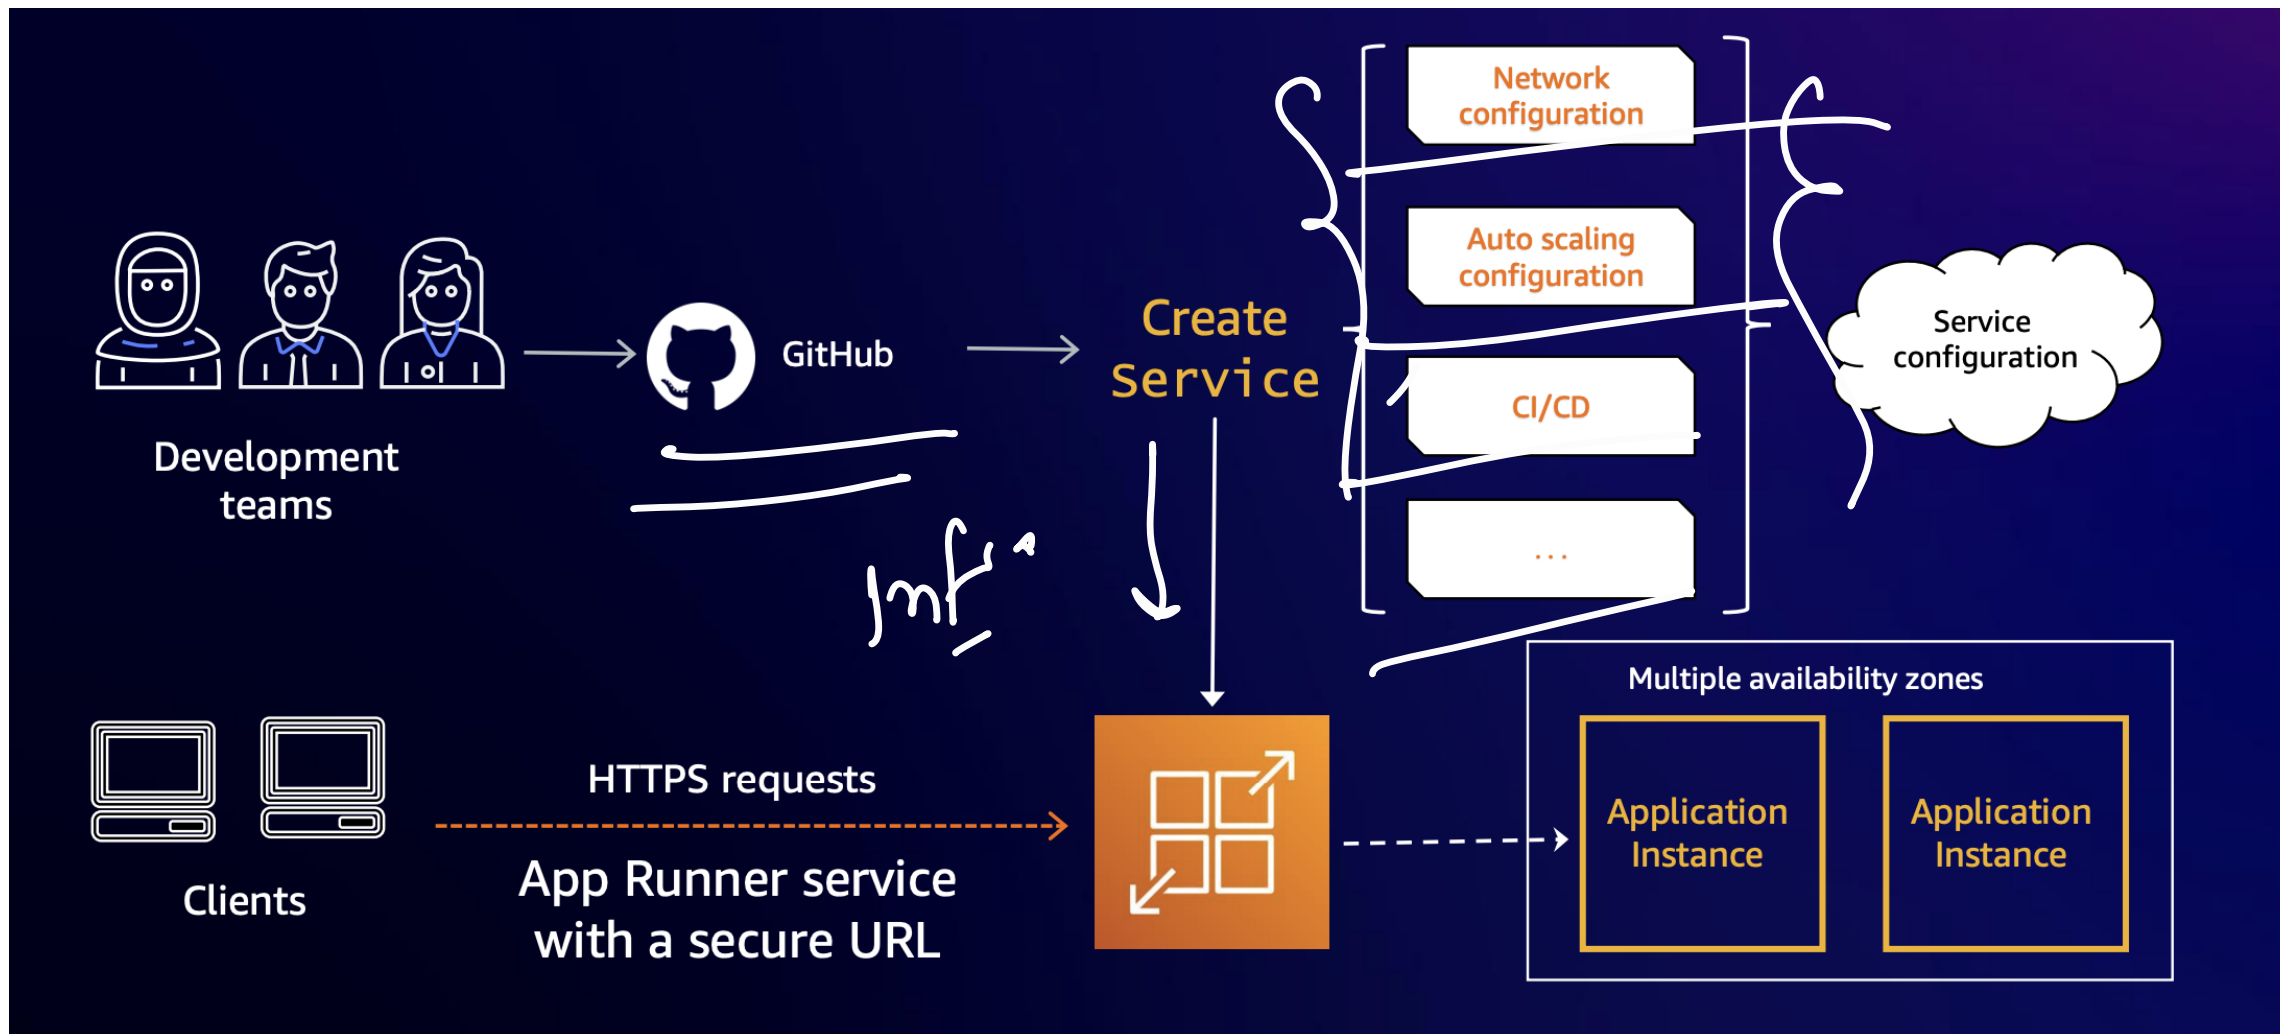 Network
configuration
Auto scaling
configuration
Create
Service
Service
configuration
GitHub
CI/CD
Development
teams
...
Infra
Multiple availability zones
HTTPS requests
Application
Instance
Application
Instance
App Runner service
with a secure URL
Clients